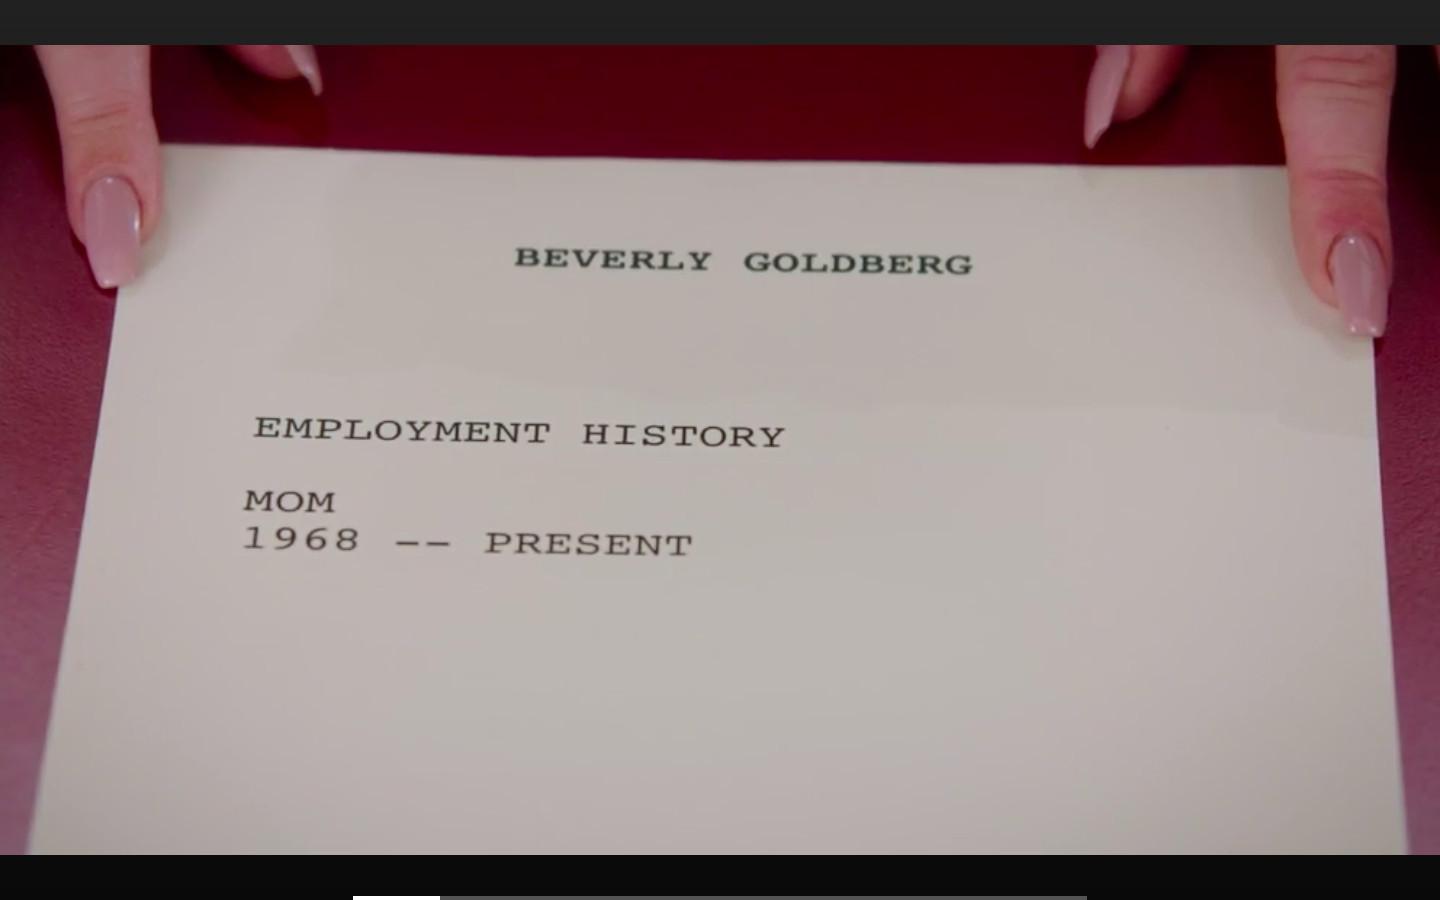 BEVERLY GOLDBERG
EMPLOYMENT HISTORY
MOM
1968 -- PRESENT